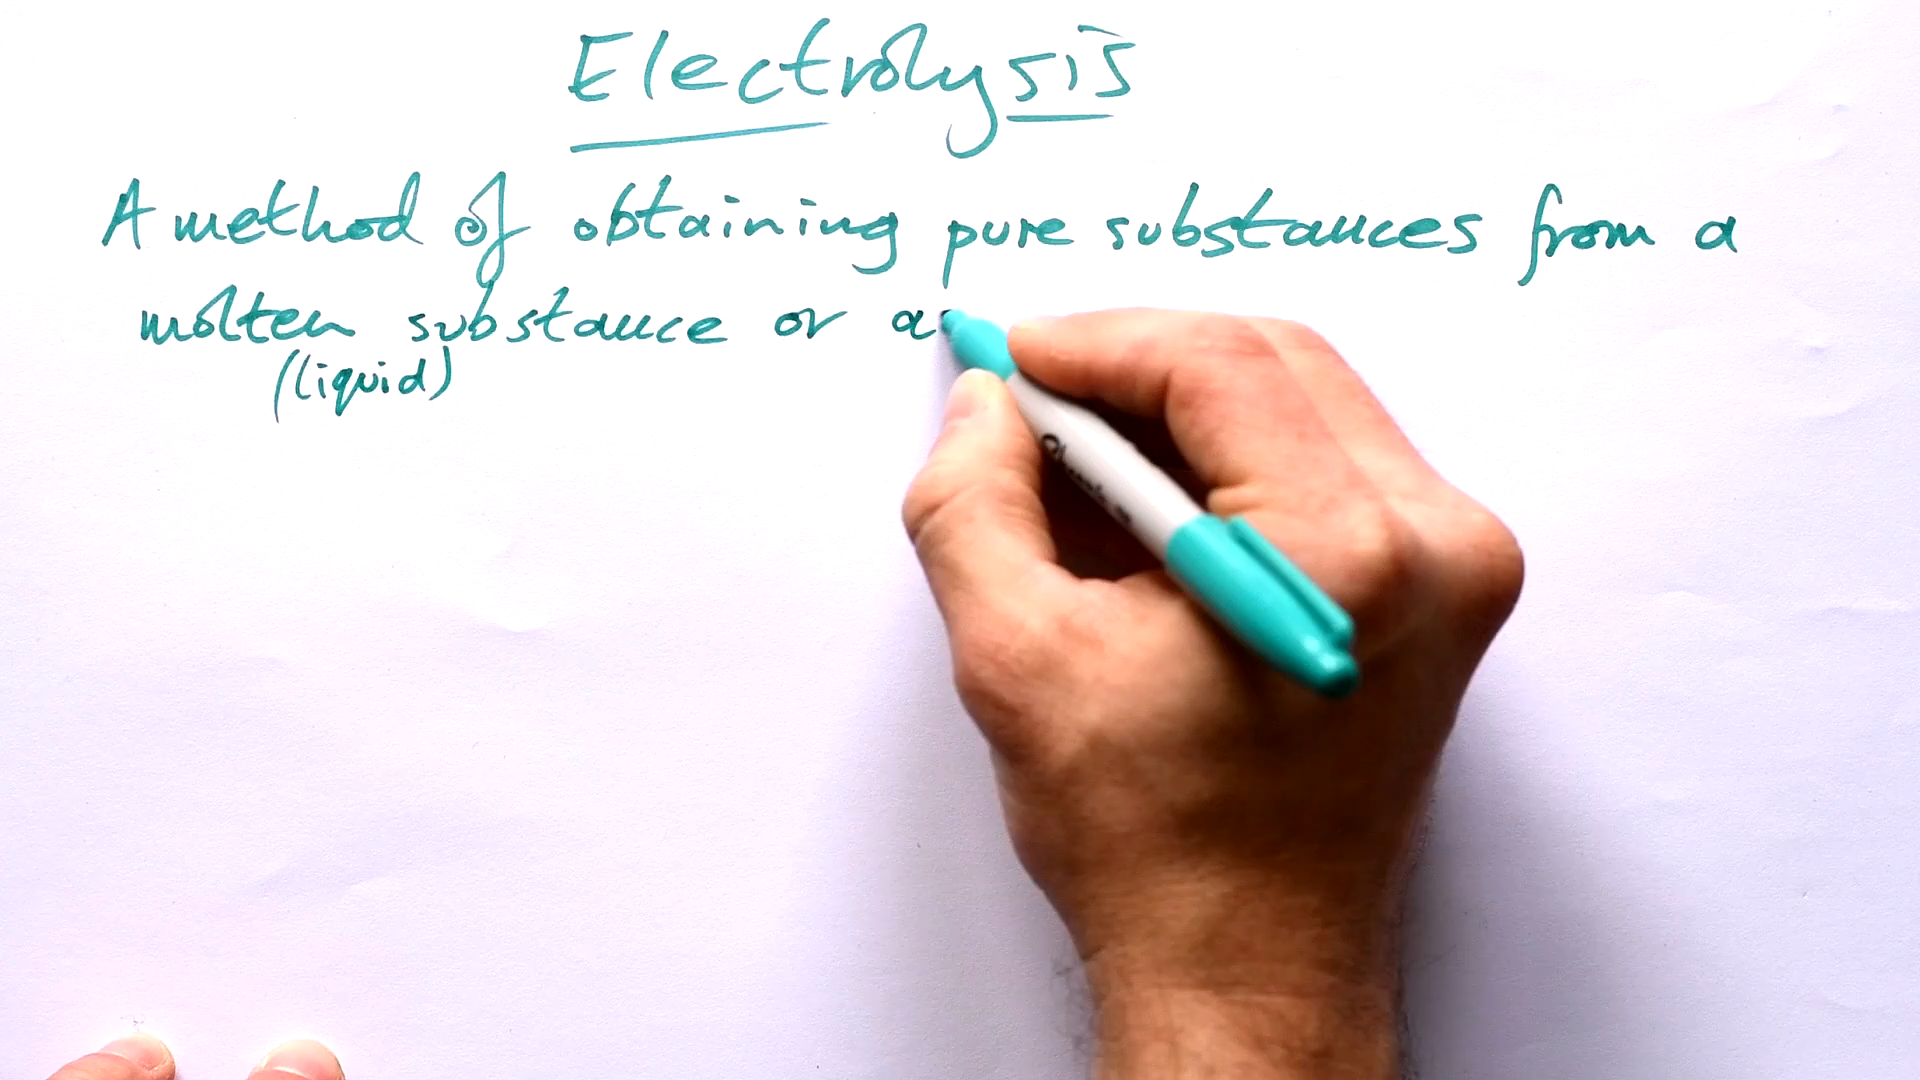 Electrolysis
A method of obtaining pure substances from a
molten substance or
(liquid)